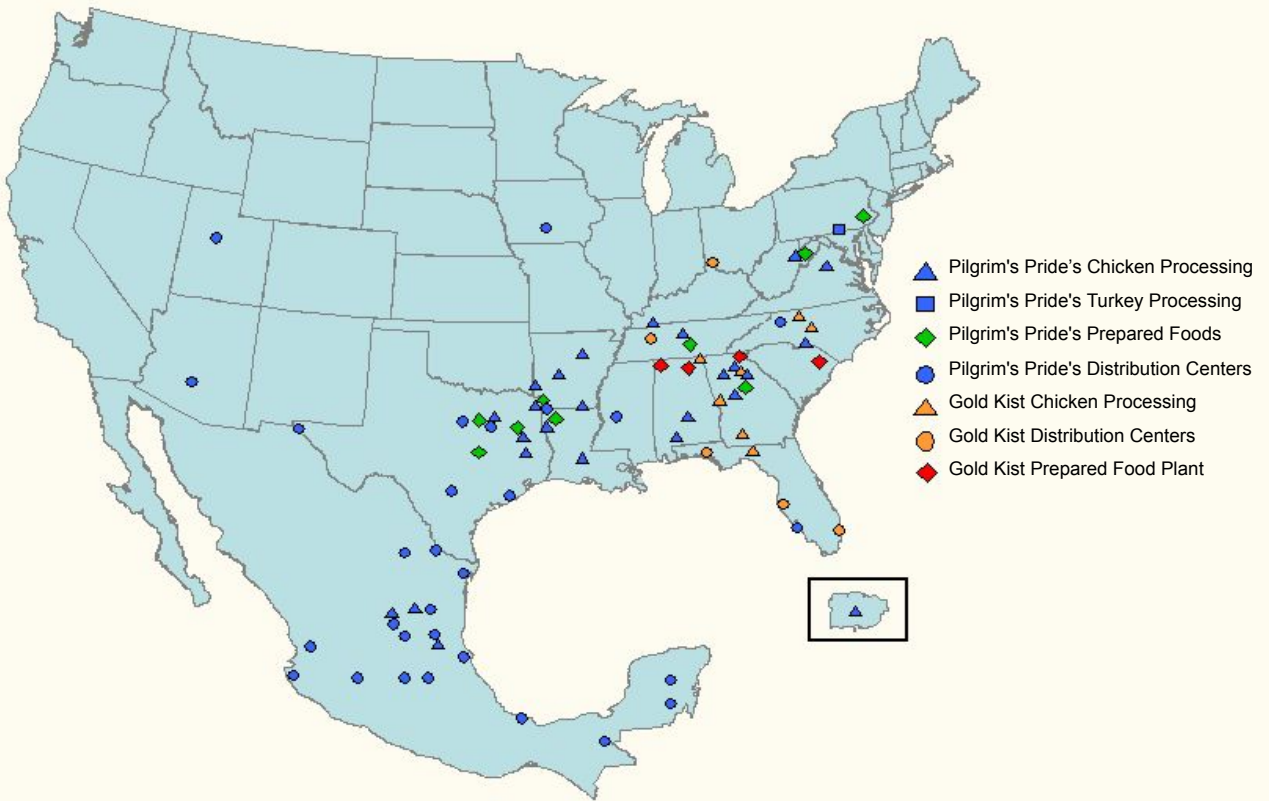 Pilgrim's Pride’s Chicken Processing
Pilgrim's Pride's Turkey Processing
Pilgrim's Pride's Prepared Foods
Pilgrim's Pride's Distribution Centers
Gold Kist Chicken Processing
Gold Kist Distribution Centers
Gold Kist Prepared Food Plant